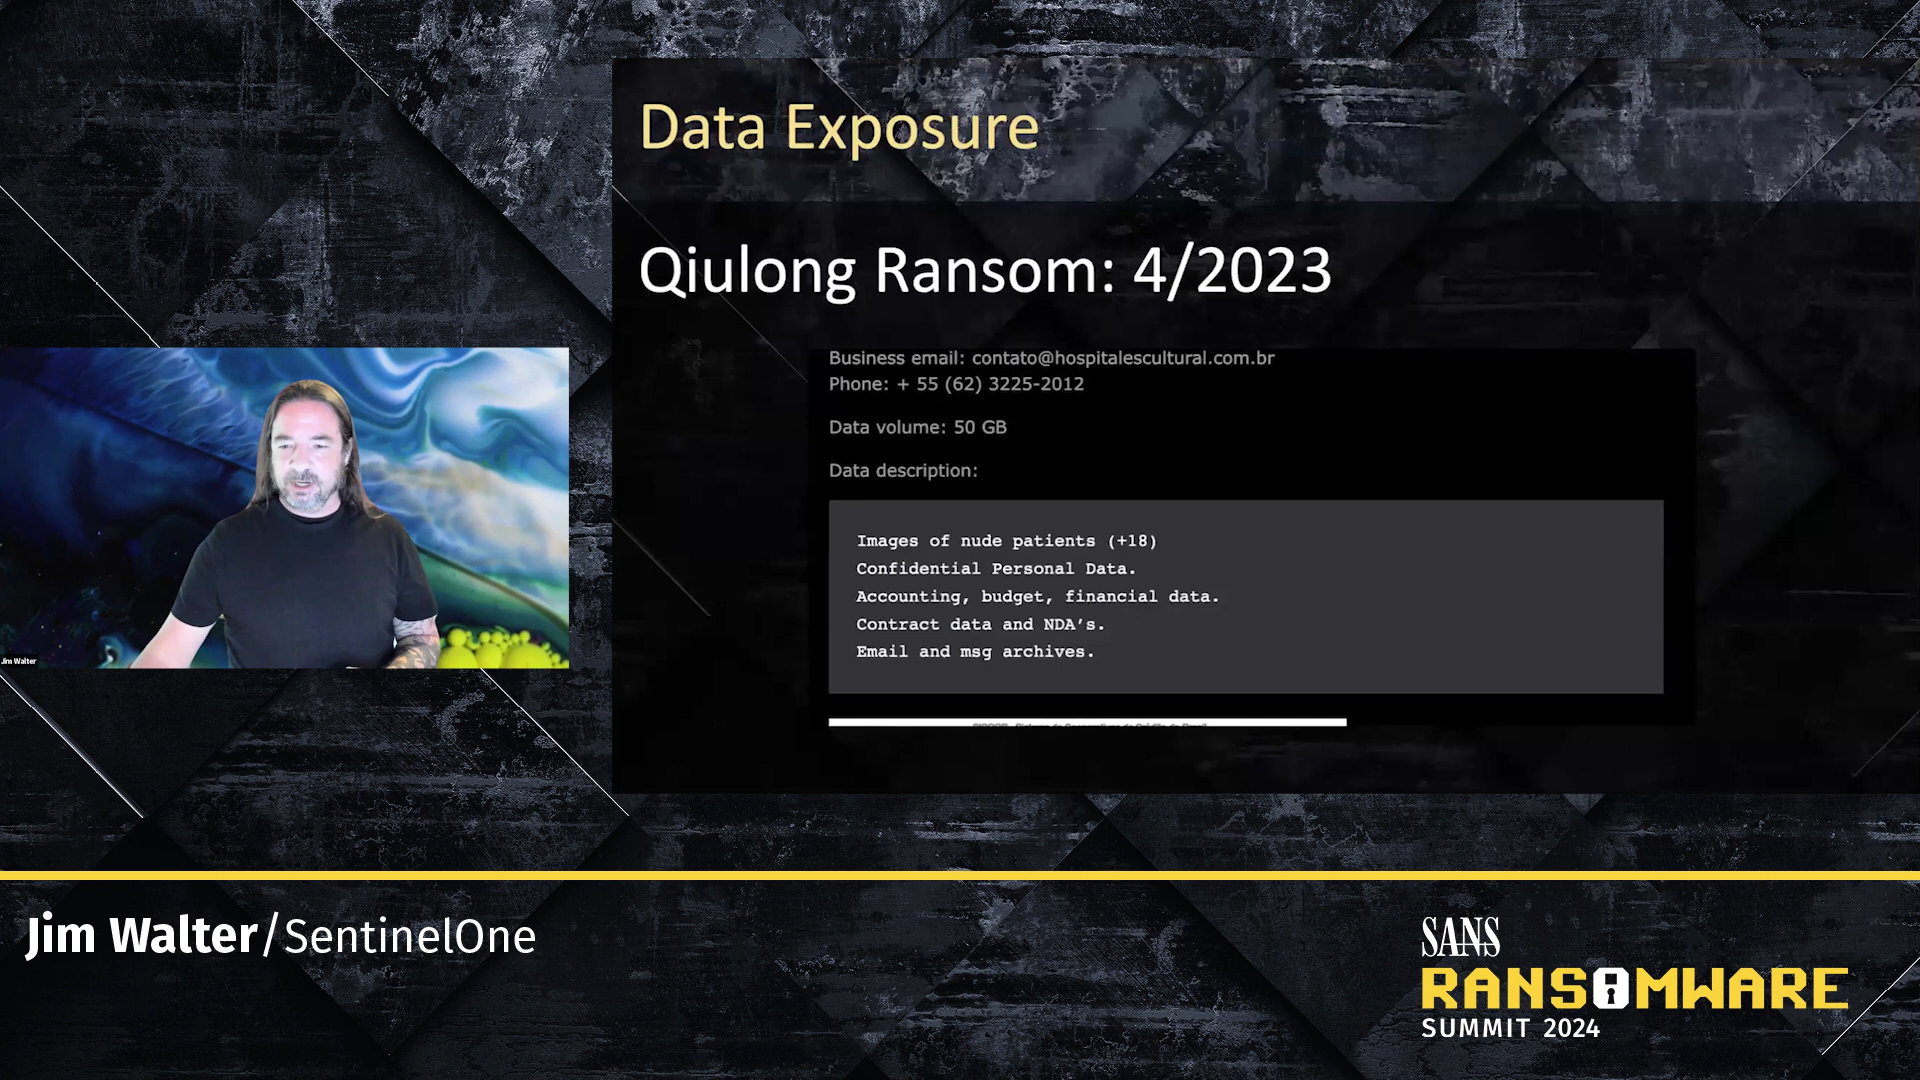 Data Exposure
Qiulong Ransom: 4/2023
Business email: contato@hospitalescultural.com.br
Phone: + 55 (62) 3225-2012
Data volume: 50 GB
Data description:
Images of nude patients (+18)
Confidential Personal Data.
Accounting, budget, financial data.
Contract data and NDA’s.
Email and msg archives.
Jim Walter
Jim Walter/SentinelOne
SANS
RANSOMWARE
SUMMIT 2024